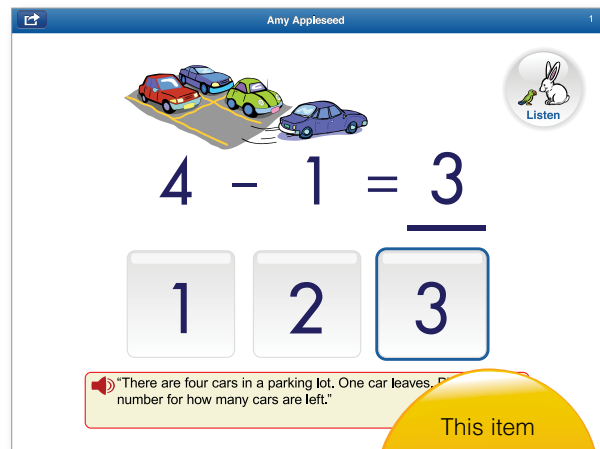 Amy Appleseed
1
Listen
4 – 1 = 3
1 2 3
“There are four cars in a parking lot. One car leaves.
number for how many cars are left.”
This item